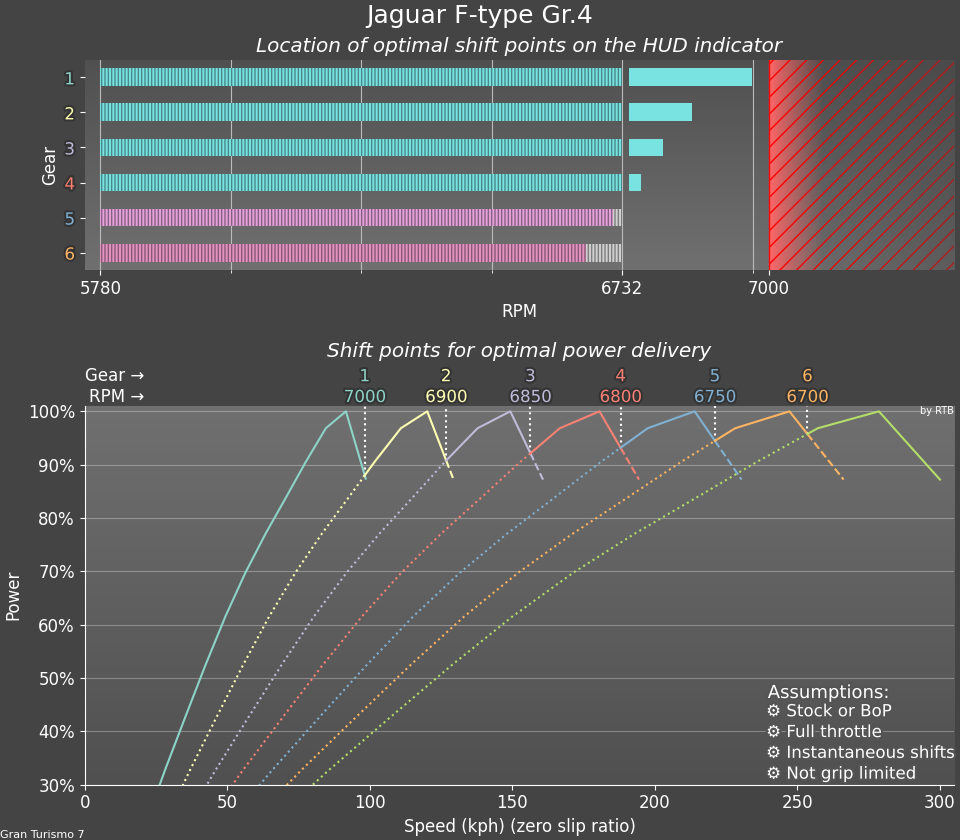 Jaguar F-type Gr.4
Location of optimal shift points on the HUD indicator
Gear
1
2
3
4
5
6
5780 6732 7000
RPM
Shift points for optimal power delivery
Gear → 1 2 3 4 5 6
RPM → 7000 6900 6850 6800 6750 6700
by RTB
Power
100%
90%
80%
70%
60%
50%
40%
30%
Assumptions:
⚙ Stock or BoP
⚙ Full throttle
⚙ Instantaneous shifts
⚙ Not grip limited
0 50 100 150 200 250 300
Speed (kph) (zero slip ratio)
Gran Turismo 7